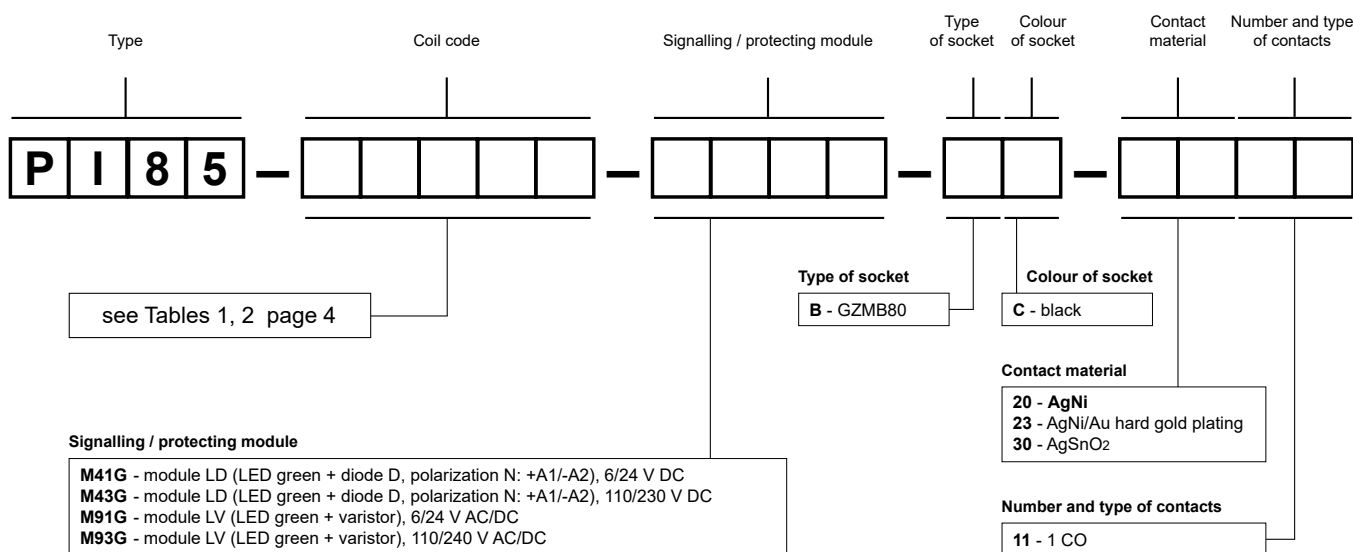 Type
Coil code
Signalling / protecting module
Type
of socket
Colour
of socket
Contact
material
Number and type
of contacts
P I 8 5 – – – –
see Tables 1, 2 page 4
Type of socket
B - GZMB80
Colour of socket
C - black
Contact material
20 - AgNi
23 - AgNi/Au hard gold plating
30 - AgSnO2
Signalling / protecting module
M41G - module LD (LED green + diode D, polarization N: +A1/-A2), 6/24 V DC
M43G - module LD (LED green + diode D, polarization N: +A1/-A2), 110/230 V DC
M91G - module LV (LED green + varistor), 6/24 V AC/DC
M93G - module LV (LED green + varistor), 110/240 V AC/DC
Number and type of contacts
11 - 1 CO